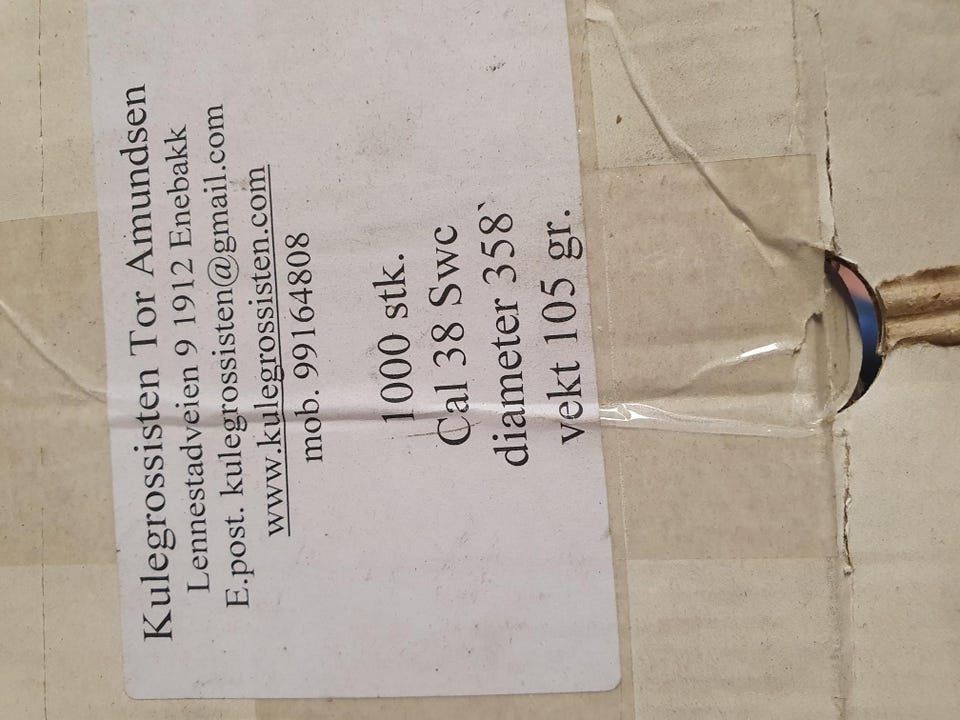 Kulegrossisten Tor Amundsen
Lennestadveien 9 1912 Enebakk
E.post. kulegrossisten@gmail.com
www.kulegrossisten.com
mob. 99164808
1000 stk.
Cal 38 Swc
diameter 358`
vekt 105 gr.